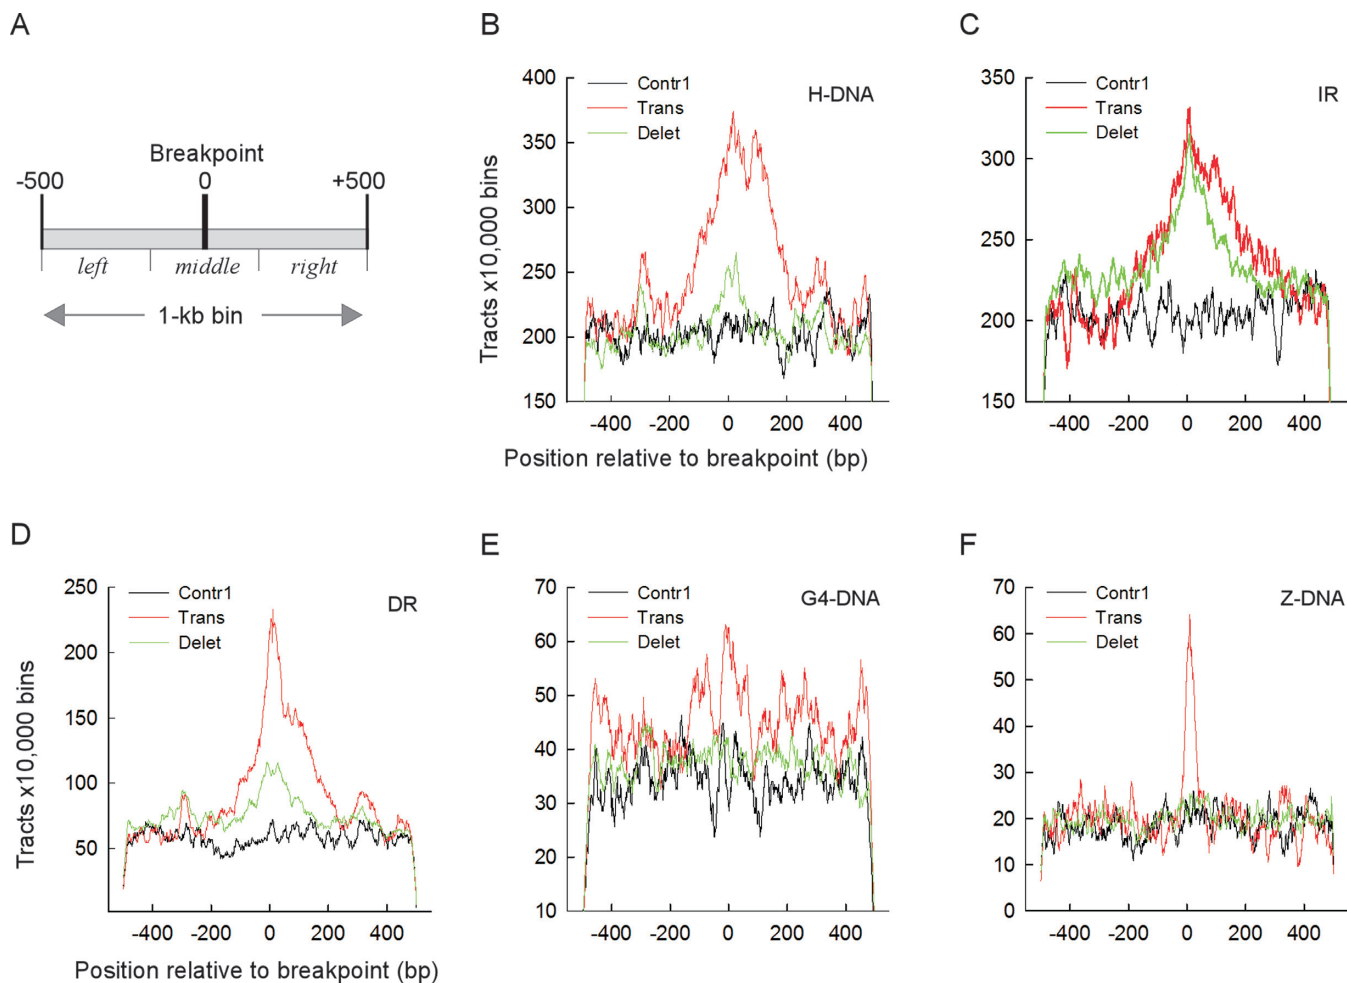 A
Breakpoint
-500 0 +500
left middle right
1-kb bin
B
Contr1
Trans
Delet
H-DNA
Tracts x10,000 bins
400
350
300
250
200
150
-400 -200 0 200 400
Position relative to breakpoint (bp)
C
Contr1
Trans
Delet
IR
350
300
250
200
150
-400 -200 0 200 400
D
Contr1
Trans
Delet
DR
Tracts x10,000 bins
250
200
150
100
50
-400 -200 0 200 400
Position relative to breakpoint (bp)
E
Contr1
Trans
Delet
G4-DNA
70
60
50
40
30
20
10
-400 -200 0 200 400
F
Contr1
Trans
Delet
Z-DNA
70
60
50
40
30
20
10
0
-400 -200 0 200 400